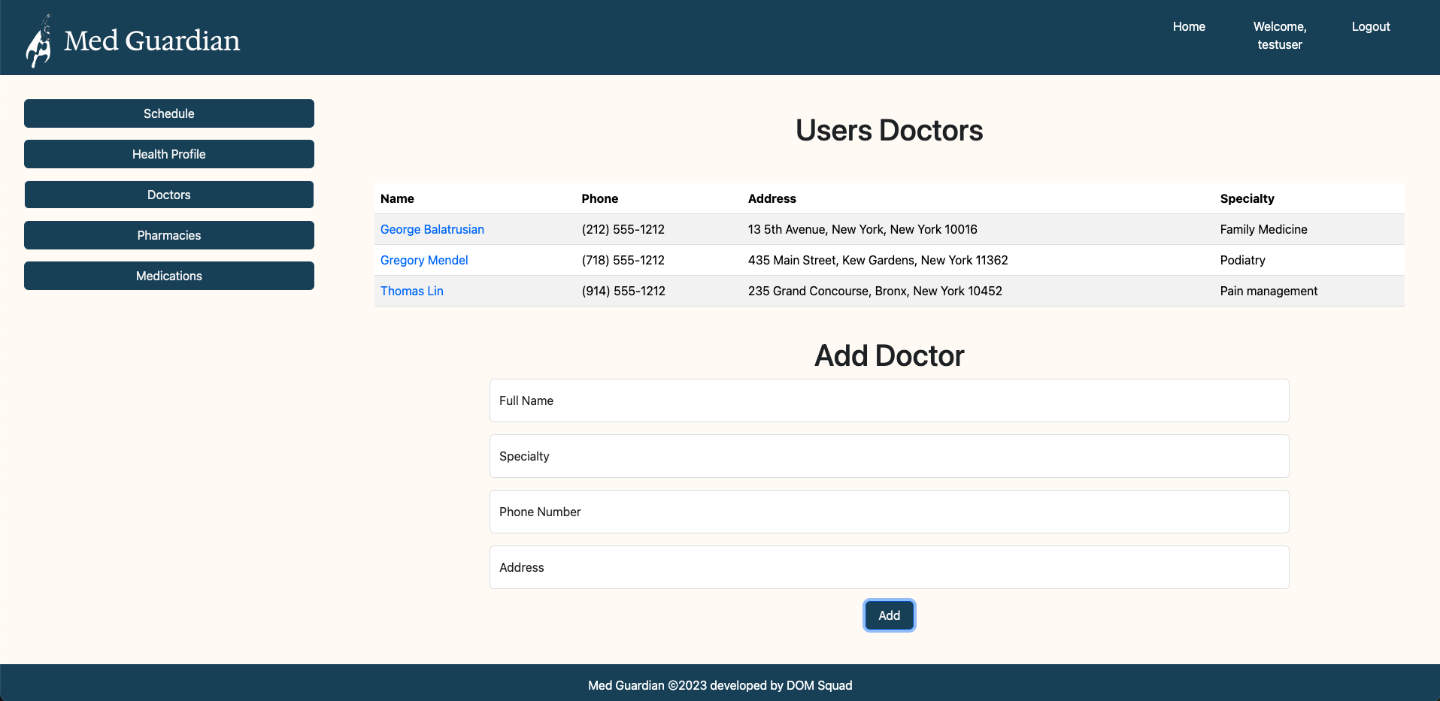 Med Guardian
Home
Welcome,
testuser
Logout
Schedule
Health Profile
Doctors
Pharmacies
Medications
Users Doctors
Name Phone Address Specialty
George Balatrusian (212) 555-1212 13 5th Avenue, New York, New York 10016 Family Medicine
Gregory Mendel (718) 555-1212 435 Main Street, Kew Gardens, New York 11362 Podiatry
Thomas Lin (914) 555-1212 235 Grand Concourse, Bronx, New York 10452 Pain management
Add Doctor
Full Name
Specialty
Phone Number
Address
Add
Med Guardian ©2023 developed by DOM Squad